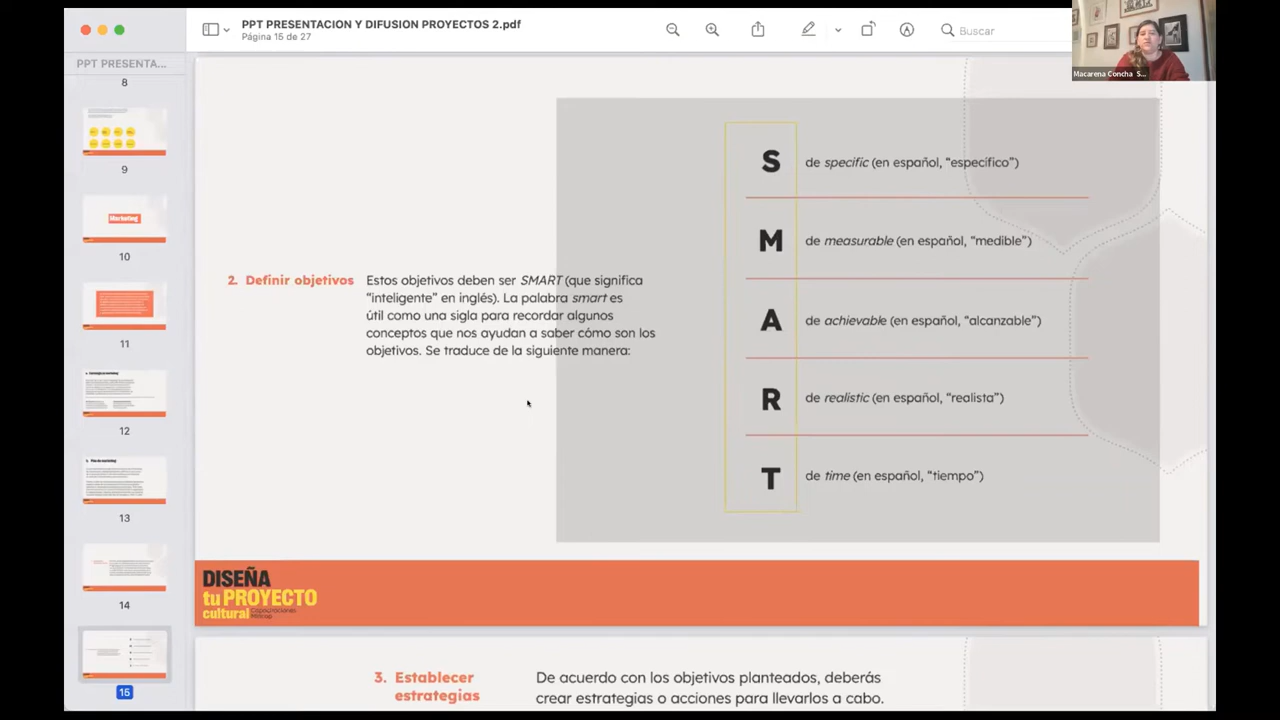 PPT PRESENTACION Y DIFUSION PROYECTOS 2.pdf
Página 15 de 27
Buscar
Macarena Concha S...
PPT PRESENTA...
8
9
Marketing
10
11
12
13
14
15
2. Definir objetivos
Estos objetivos deben ser SMART (que significa
“inteligente” en inglés). La palabra smart es
útil como una sigla para recordar algunos
conceptos que nos ayudan a saber cómo son los
objetivos. Se traduce de la siguiente manera:
S de specific (en español, “específico”)
M de measurable (en español, “medible”)
A de achievable (en español, “alcanzable”)
R de realistic (en español, “realista”)
T de time (en español, “tiempo”)
DISEÑA
tu PROYECTO
cultural
3. Establecer
estrategias
De acuerdo con los objetivos planteados, deberás
crear estrategias o acciones para llevarlos a cabo.